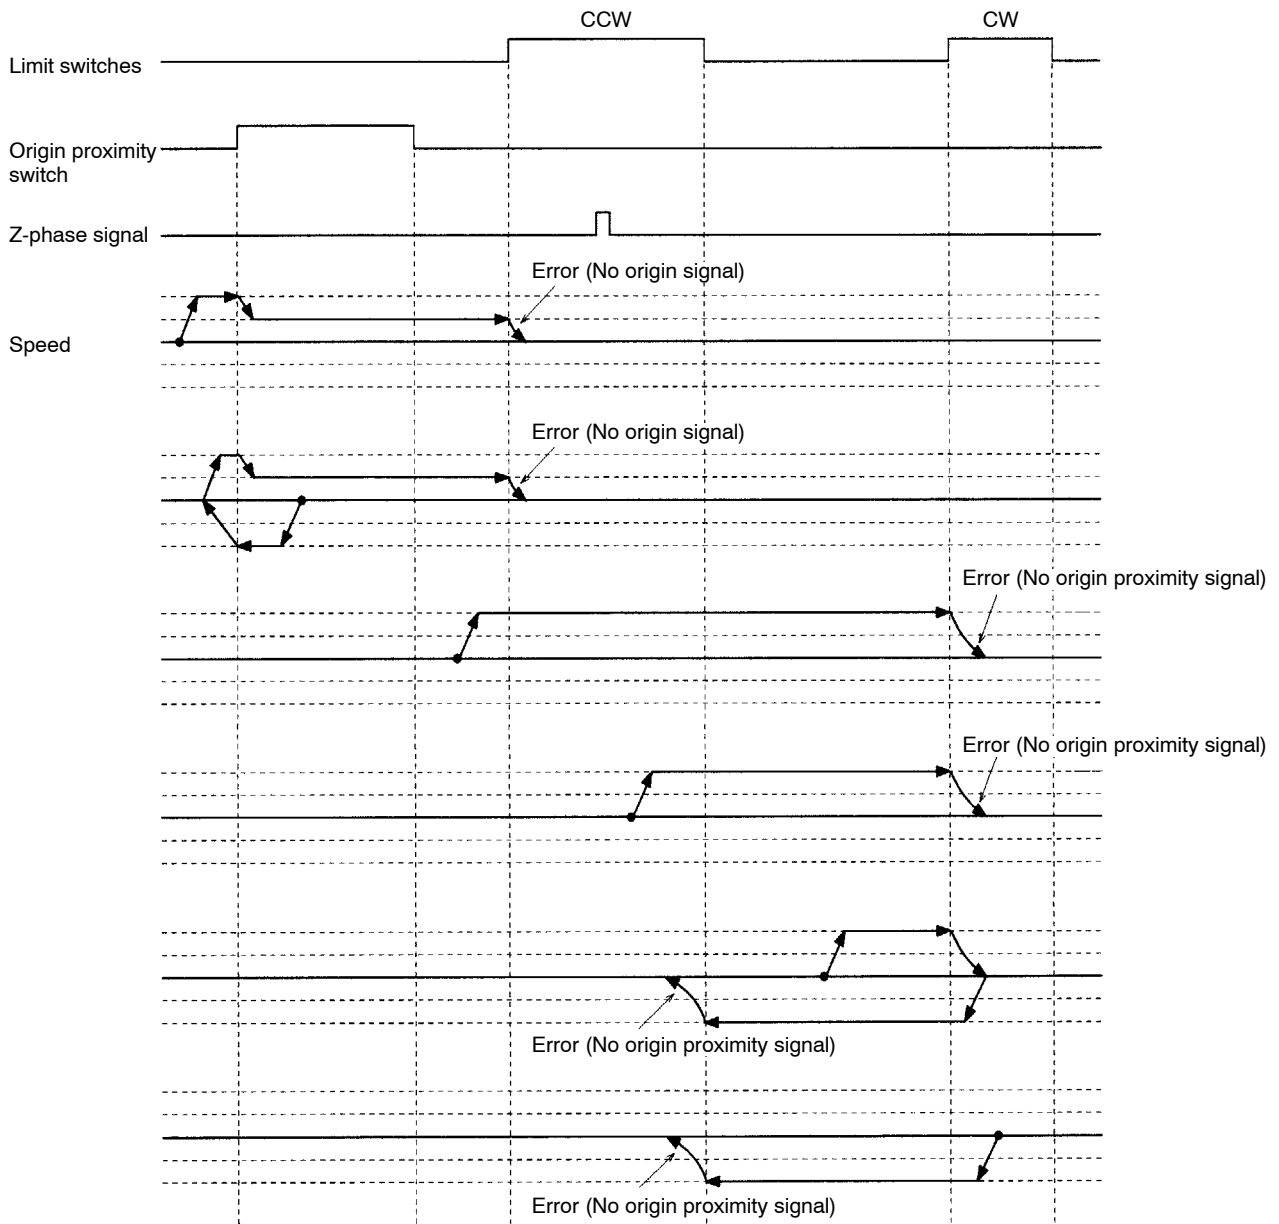 CCW
CW
Limit switches
Origin proximity
switch
Z-phase signal
Error (No origin signal)
Speed
Error (No origin signal)
Error (No origin proximity signal)
Error (No origin proximity signal)
Error (No origin proximity signal)
Error (No origin proximity signal)